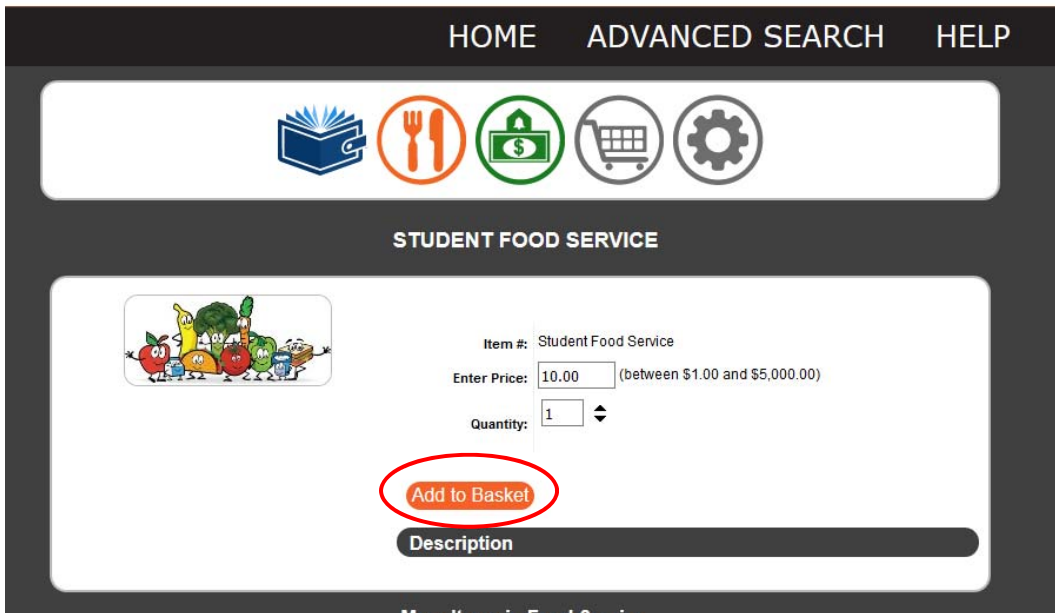 HOME ADVANCED SEARCH HELP
$
STUDENT FOOD SERVICE
Item #: Student Food Service
Enter Price: 10.00 (between $1.00 and $5,000.00)
Quantity: 1
Add to Basket
Description